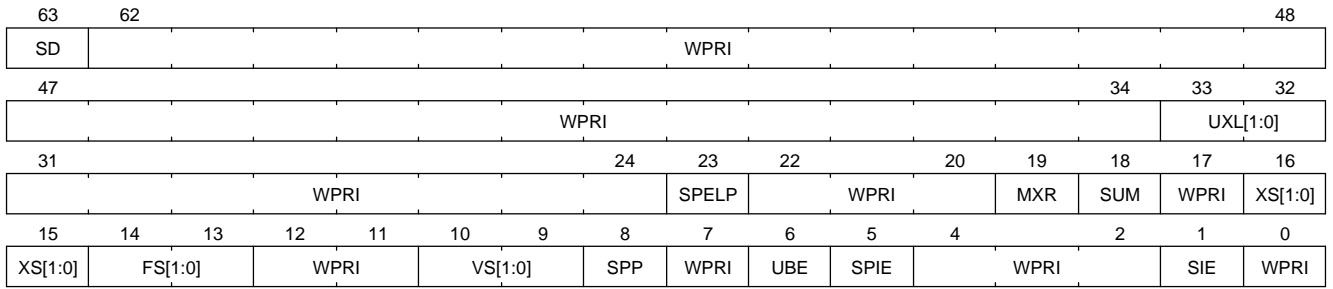 63 62 48
SD WPRI
47 34 33 32
WPRI UXL[1:0]
31 24 23 22 20 19 18 17 16
WPRI SPELP WPRI MXR SUM WPRI XS[1:0]
15 14 13 12 11 10 9 8 7 6 5 4 2 1 0
XS[1:0] FS[1:0] WPRI VS[1:0] SPP WPRI UBE SPIE WPRI SIE WPRI